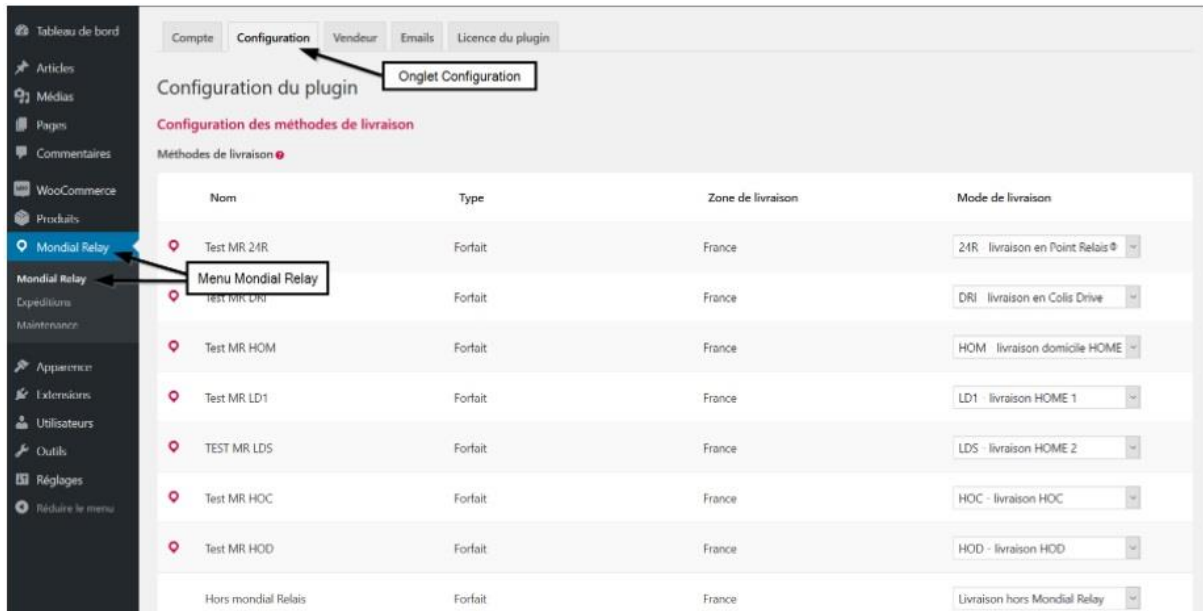 Tableau de bord
Articles
Médias
Pages
Commentaires
WooCommerce
Produits
Mondial Relay
Mondial Relay
Expéditions
Maintenance
Apparence
Extensions
Utilisateurs
Outils
Réglages
Réduire le menu
Compte Configuration Vendeur Emails Licence du plugin
Onglet Configuration
Configuration du plugin
Configuration des méthodes de livraison
Méthodes de livraison
Nom Type Zone de livraison Mode de livraison
Test MR 24R Forfait France 24R livraison en Point Relais®
Menu Mondial Relay
Test MR DRI Forfait France DRI livraison en Colis Drive
Test MR HOM Forfait France HOM livraison domicile HOME
Test MR LD1 Forfait France LD1 - livraison HOME 1
TEST MR LDS Forfait France LDS - livraison HOME 2
Test MR HOC Forfait France HOC - livraison HOC
Test MR HOD Forfait France HOD - livraison HOD
Hors mondial Relais Forfait France Livraison hors Mondial Relay